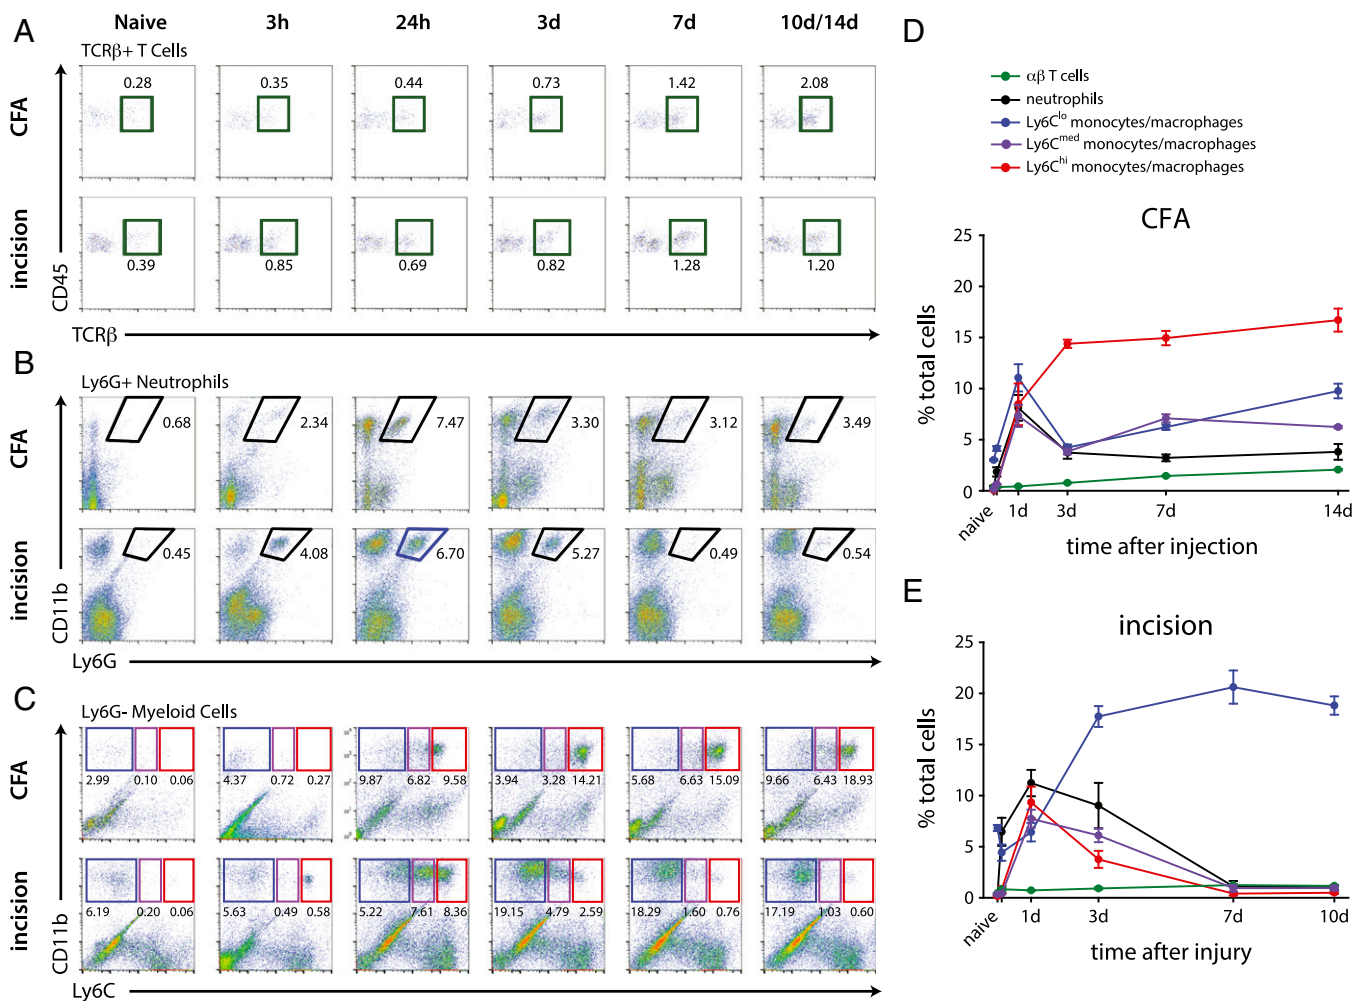 A
Naive 3h 24h 3d 7d 10d/14d
TCRβ+ T Cells
CFA
0.28 0.35 0.44 0.73 1.42 2.08
incision
0.39 0.85 0.69 0.82 1.28 1.20
CD45
TCRβ
B
Ly6G+ Neutrophils
CFA
0.68 2.34 7.47 3.30 3.12 3.49
incision
0.45 4.08 6.70 5.27 0.49 0.54
CD11b
Ly6G
C
Ly6G- Myeloid Cells
CFA
2.99 0.10 0.06 4.37 0.72 0.27 9.87 6.82 9.58 3.94 3.28 14.21 5.68 6.63 15.09 9.66 6.43 18.93
incision
6.19 0.20 0.06 5.63 0.49 0.58 5.22 7.61 8.36 19.15 4.79 2.59 18.29 1.60 0.76 17.19 1.03 0.60
CD11b
Ly6C
D
αβ T cells
neutrophils
Ly6Clo monocytes/macrophages
Ly6Cmed monocytes/macrophages
Ly6Chi monocytes/macrophages
CFA
% total cells
25
20
15
10
5
0
naive 1d 3d 7d 14d
time after injection
E
incision
% total cells
25
20
15
10
5
0
naive 1d 3d 7d 10d
time after injury